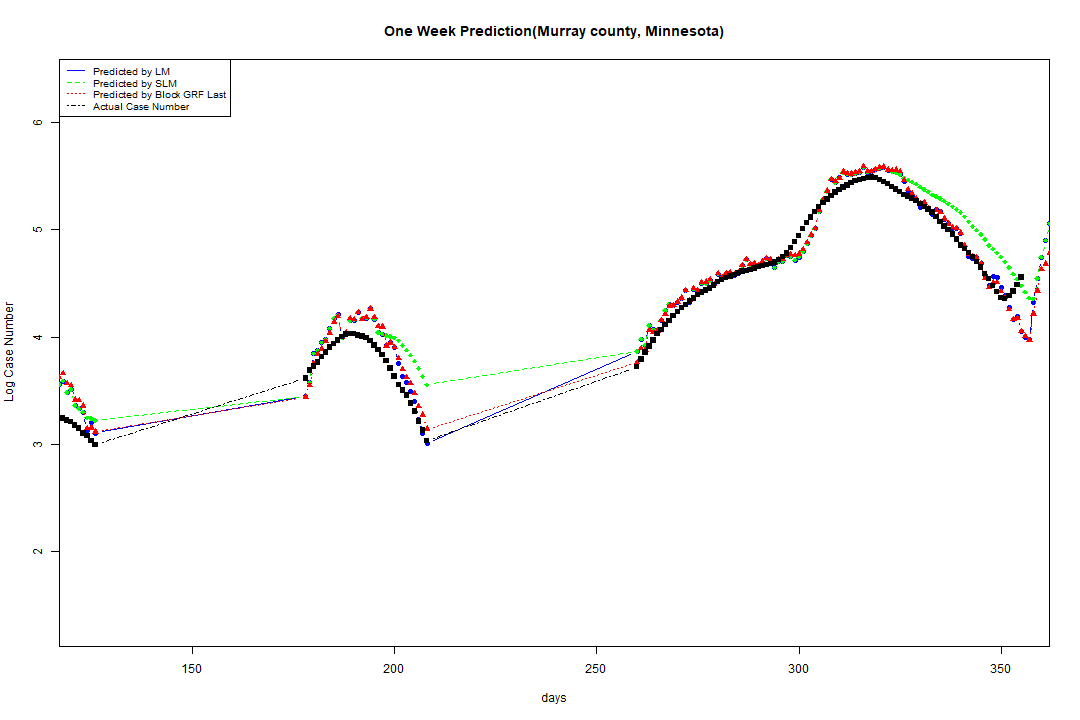 One Week Prediction(Murray county, Minnesota)
Predicted by LM
Predicted by SLM
Predicted by Block GRF Last
Actual Case Number
6
5
4
3
2
Log Case Number
150
200
250
300
350
days